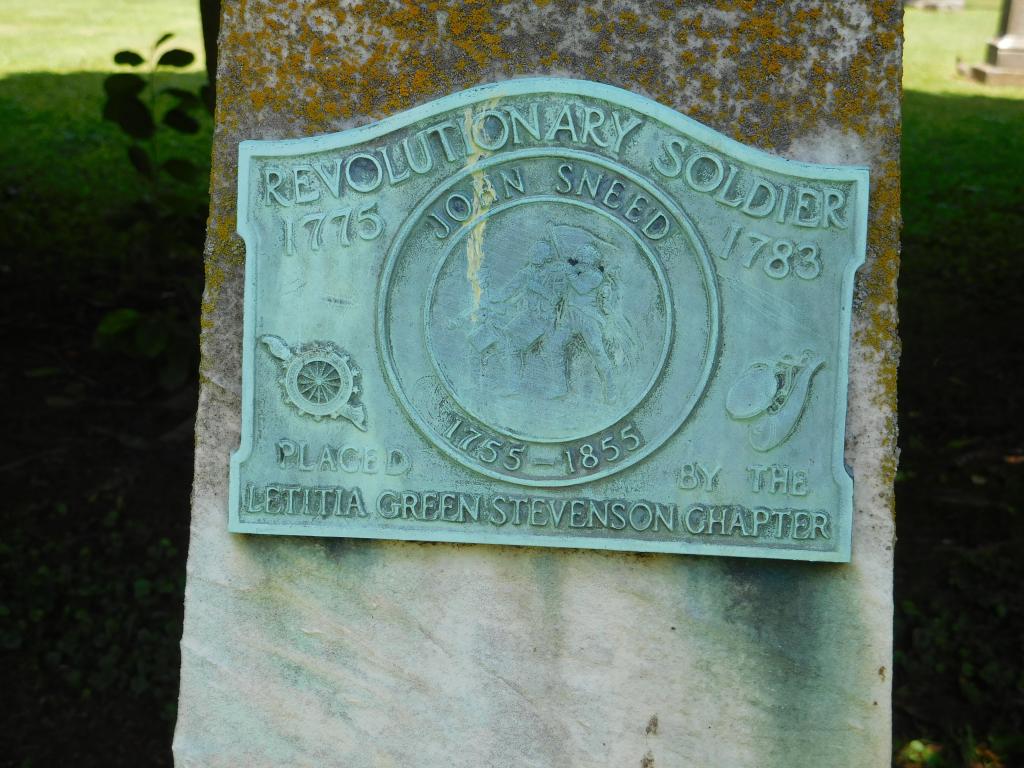 REVOLUTIONARY SOLDIER
1775 1783
JOHN SNEED
1755-1855
PLACED BY THE
LETITIA GREEN STEVENSON CHAPTER